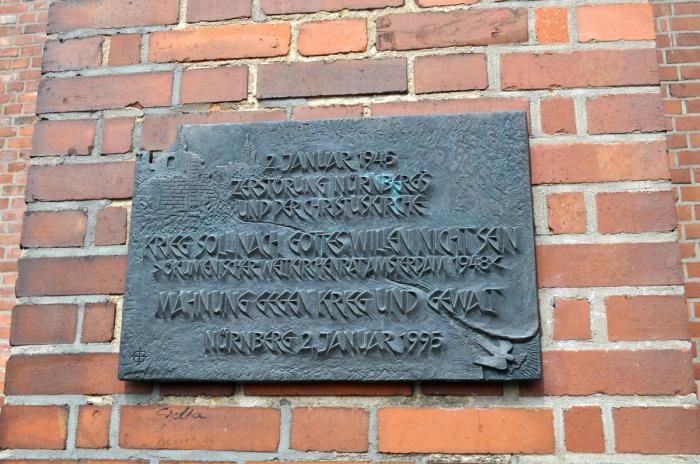 2. JANUAR 1945
ZERSTÖRUNG NÜRNBERGS
UND DER CHRISTUSKIRCHE
KRIEG SOLL NACH GOTTES WILLEN NICHT SEIN
ÖKUMENISCHER WELTKIRCHENRAT AMSTERDAM 1948
MAHNUNG GEGEN KRIEG UND GEWALT
NÜRNBERG 2. JANUAR 1995